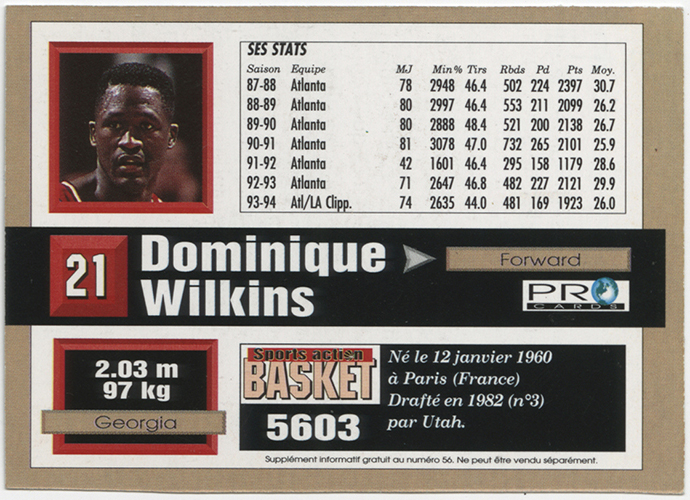 SES STATS
Saison Equipe MJ Min % Tirs Rbds Pd Pts Moy.
87-88 Atlanta 78 2948 46.4 502 224 2397 30.7
88-89 Atlanta 80 2997 46.4 553 211 2099 26.2
89-90 Atlanta 80 2888 48.4 521 200 2138 26.7
90-91 Atlanta 81 3078 47.0 732 265 2101 25.9
91-92 Atlanta 42 1601 46.4 295 158 1179 28.6
92-93 Atlanta 71 2647 46.8 482 227 2121 29.9
93-94 Atl/LA Clipp. 74 2635 44.0 481 169 1923 26.0
21
Dominique
Wilkins
Forward
PRO
CARDS
2.03 m
97 kg
Georgia
Sports action
BASKET
5603
Né le 12 janvier 1960
à Paris (France)
Drafté en 1982 (n°3)
par Utah.
Supplément informatif gratuit au numéro 56. Ne peut être vendu séparément.